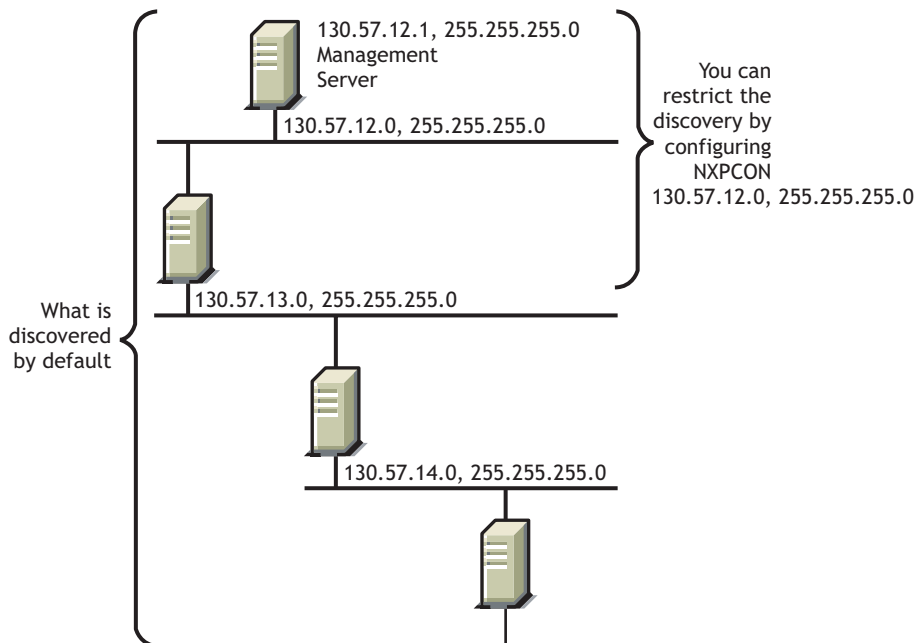 130.57.12.1, 255.255.255.0
Management
Server
130.57.12.0, 255.255.255.0
You can
restrict the
discovery by
configuring
NXPCON
130.57.12.0, 255.255.255.0
130.57.13.0, 255.255.255.0
What is
discovered
by default
130.57.14.0, 255.255.255.0